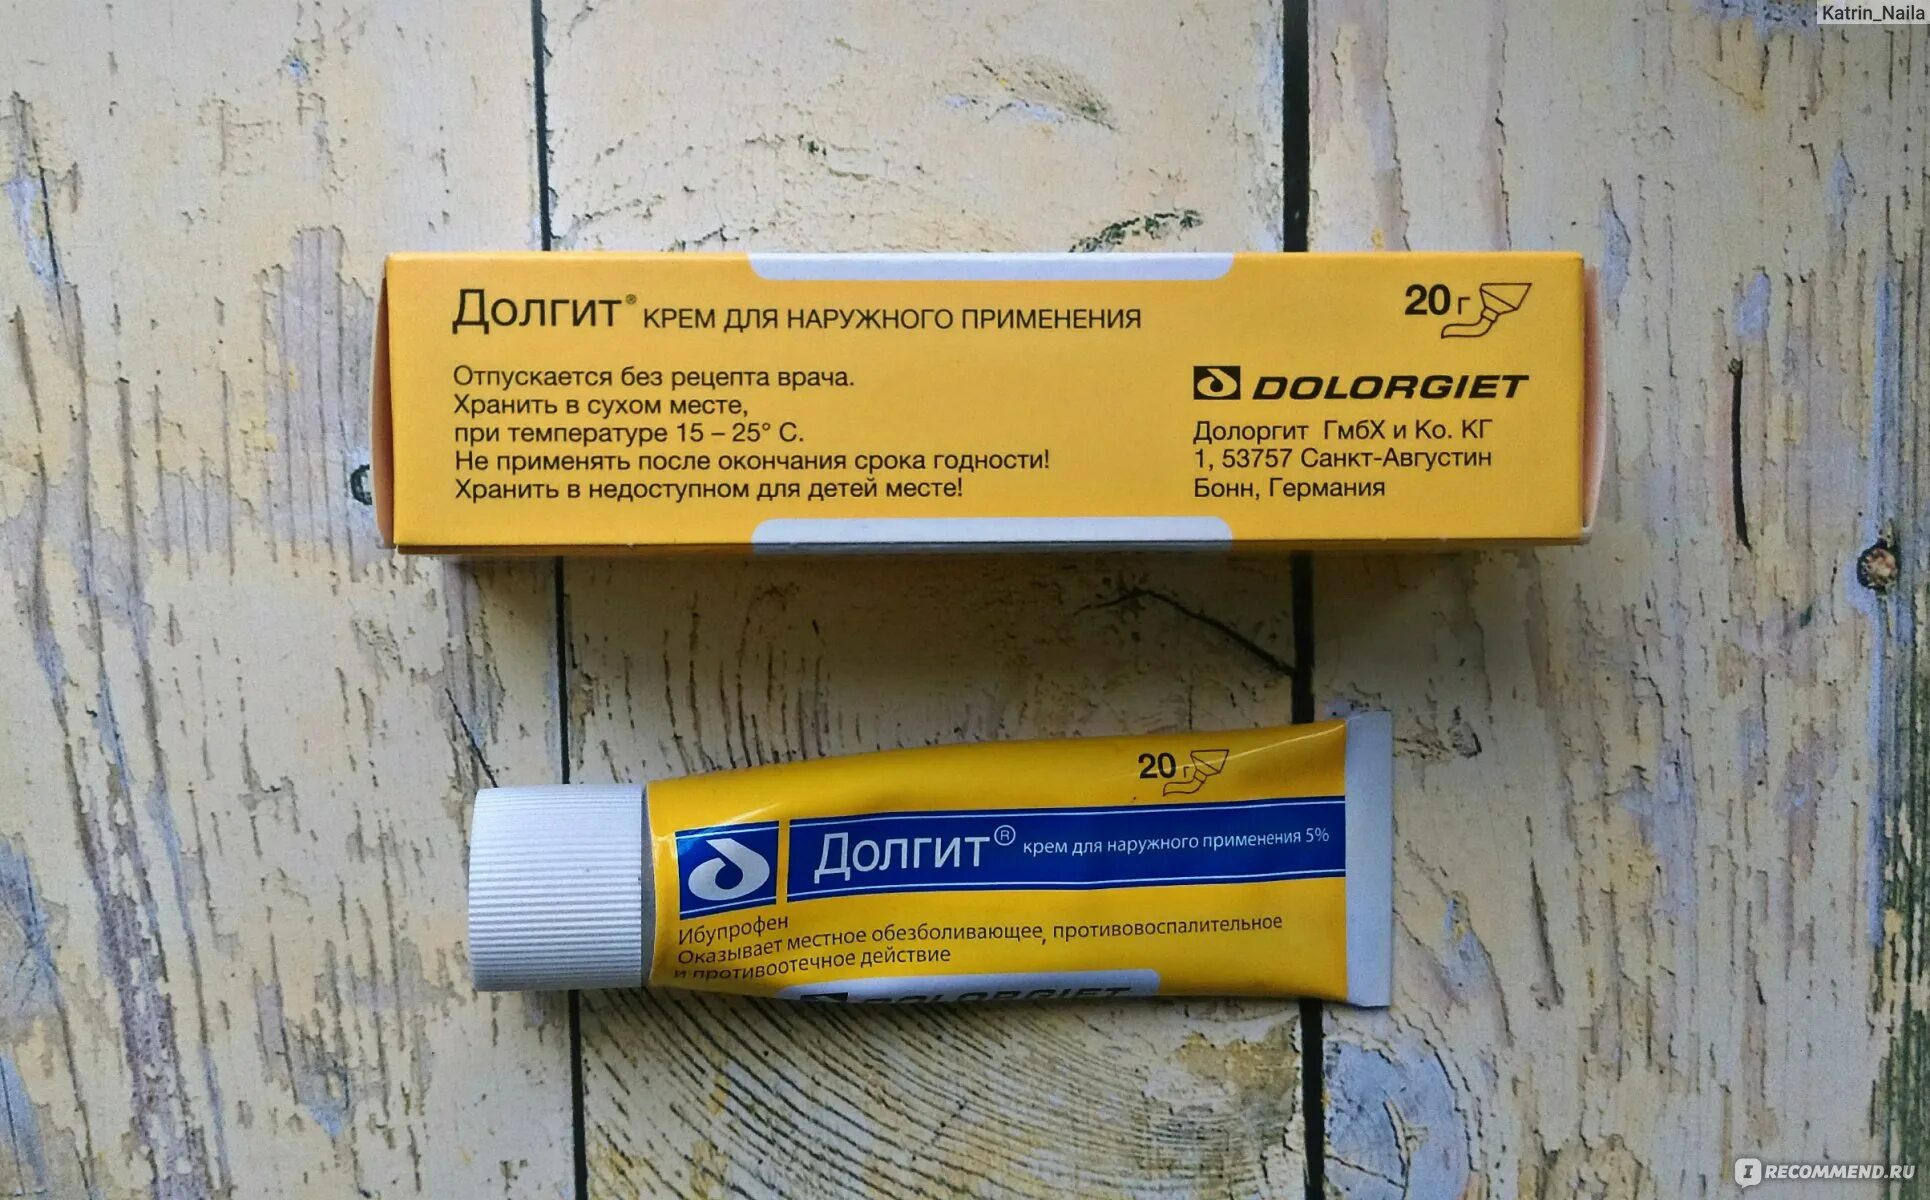 Katrin_Naila
Долгит® КРЕМ ДЛЯ НАРУЖНОГО ПРИМЕНЕНИЯ
20 г
Отпускается без рецепта врача.
Хранить в сухом месте,
при температуре 15 – 25° С.
Не применять после окончания срока годности!
Хранить в недоступном для детей месте!
DOLORGIET
Долоргит ГмбХ и Ко. КГ
1, 53757 Санкт-Августин
Бонн, Германия
20 г
Долгит® крем для наружного применения 5%
Ибупрофен
Оказывает местное обезболивающее, противовоспалительное
и противоотечное действие
DOLORGIET
I RECOMMEND.RU